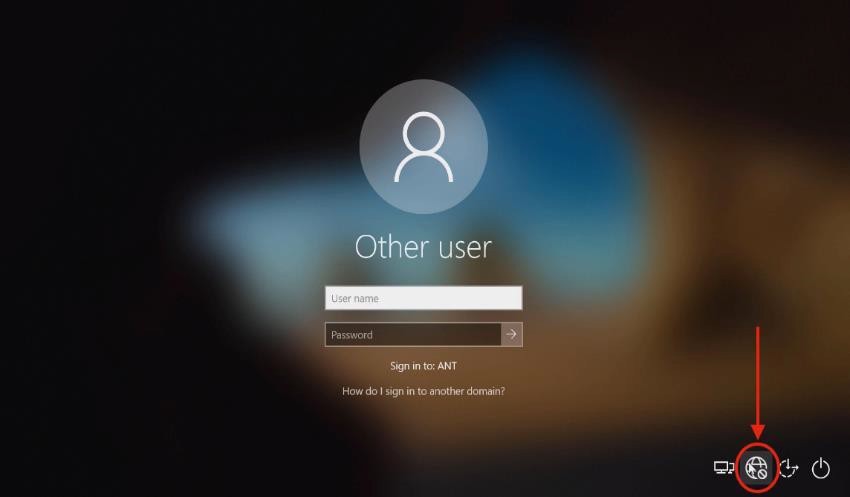 Other user
User name
Password
Sign in to: ANT
How do I sign in to another domain?